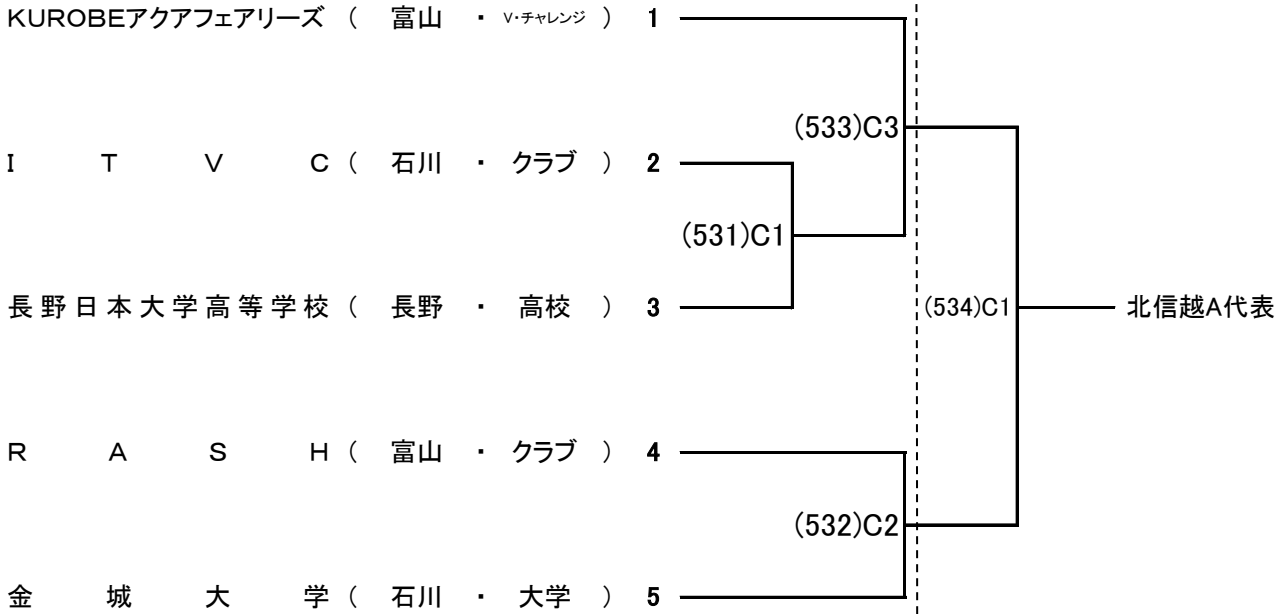 KUROBEアクアフェアリーズ ( 富山 ・ V・チャレンジ ) 1
(533)C3
I T V C ( 石川 ・ クラブ ) 2
(531)C1
長野日本大学高等学校 ( 長野 ・ 高校 ) 3
(534)C1 北信越A代表
R A S H ( 富山 ・ クラブ ) 4
(532)C2
金城大学 ( 石川 ・ 大学 ) 5